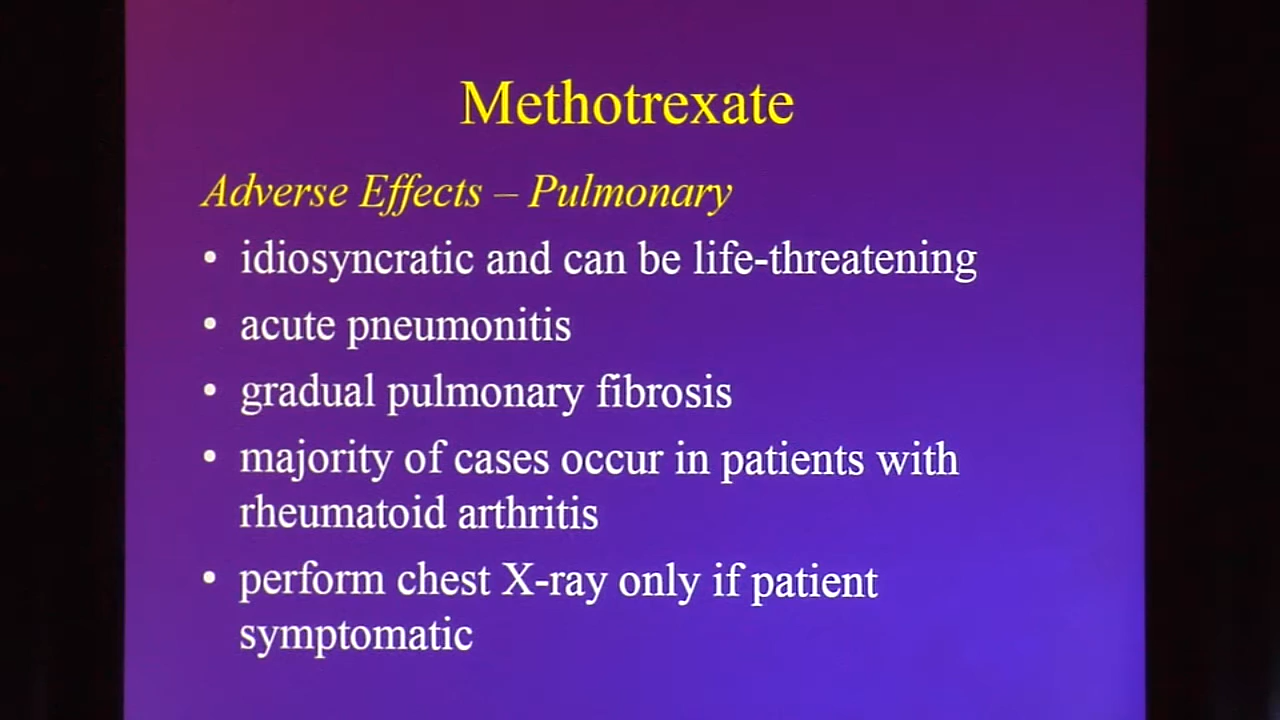 Methotrexate
Adverse Effects – Pulmonary
• idiosyncratic and can be life-threatening
• acute pneumonitis
• gradual pulmonary fibrosis
• majority of cases occur in patients with
rheumatoid arthritis
• perform chest X-ray only if patient
symptomatic